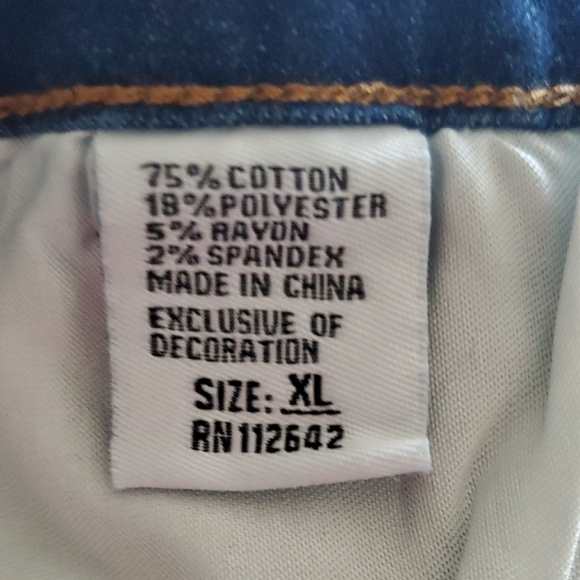 75% COTTON
18% POLYESTER
5% RAYON
2% SPANDEX
MADE IN CHINA
EXCLUSIVE OF
DECORATION
SIZE: XL
RN 112642